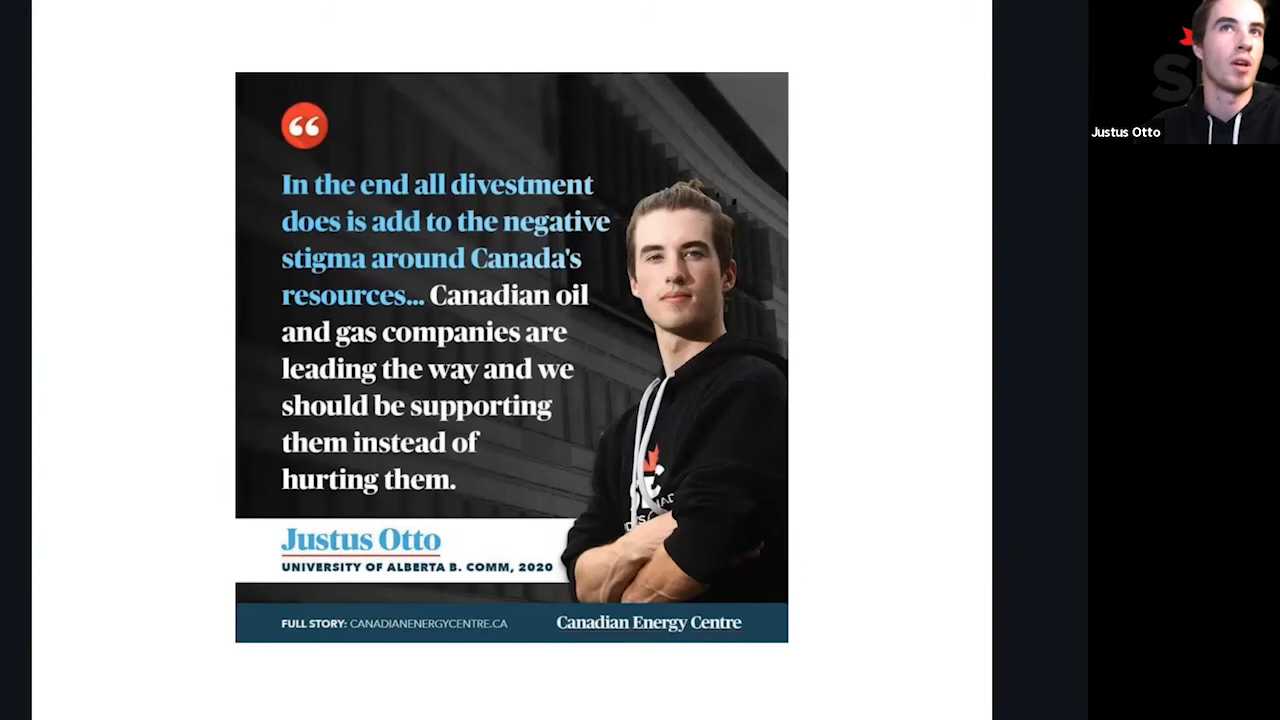 “
In the end all divestment
does is add to the negative
stigma around Canada's
resources... Canadian oil
and gas companies are
leading the way and we
should be supporting
them instead of
hurting them.
Justus Otto
UNIVERSITY OF ALBERTA B. COMM, 2020
FULL STORY: CANADIANENERGYCENTRE.CA
Canadian Energy Centre
Justus Otto